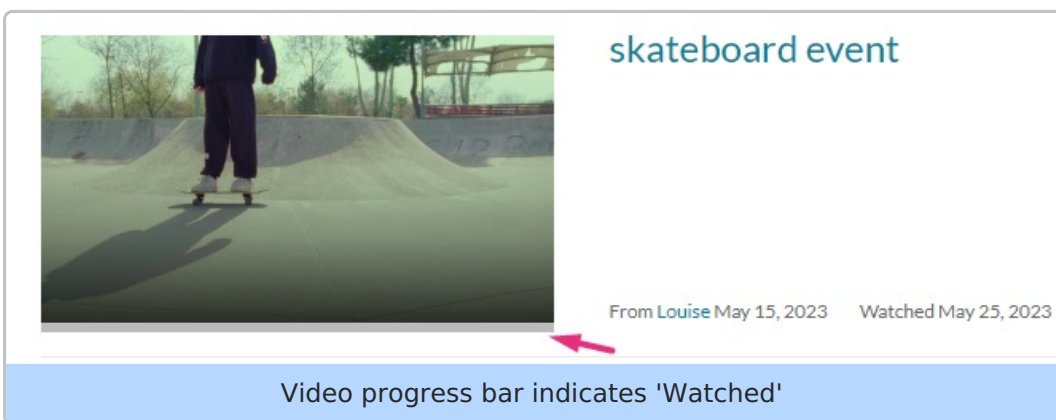 skateboard event
From Louise May 15, 2023 Watched May 25, 2023
Video progress bar indicates 'Watched'